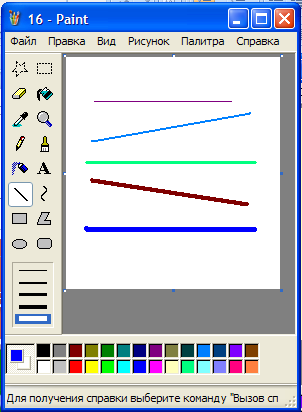 16 - Paint
Файл Правка Вид Рисунок Палитра Справка
A
Для получения справки выберите команду "Вызов сп